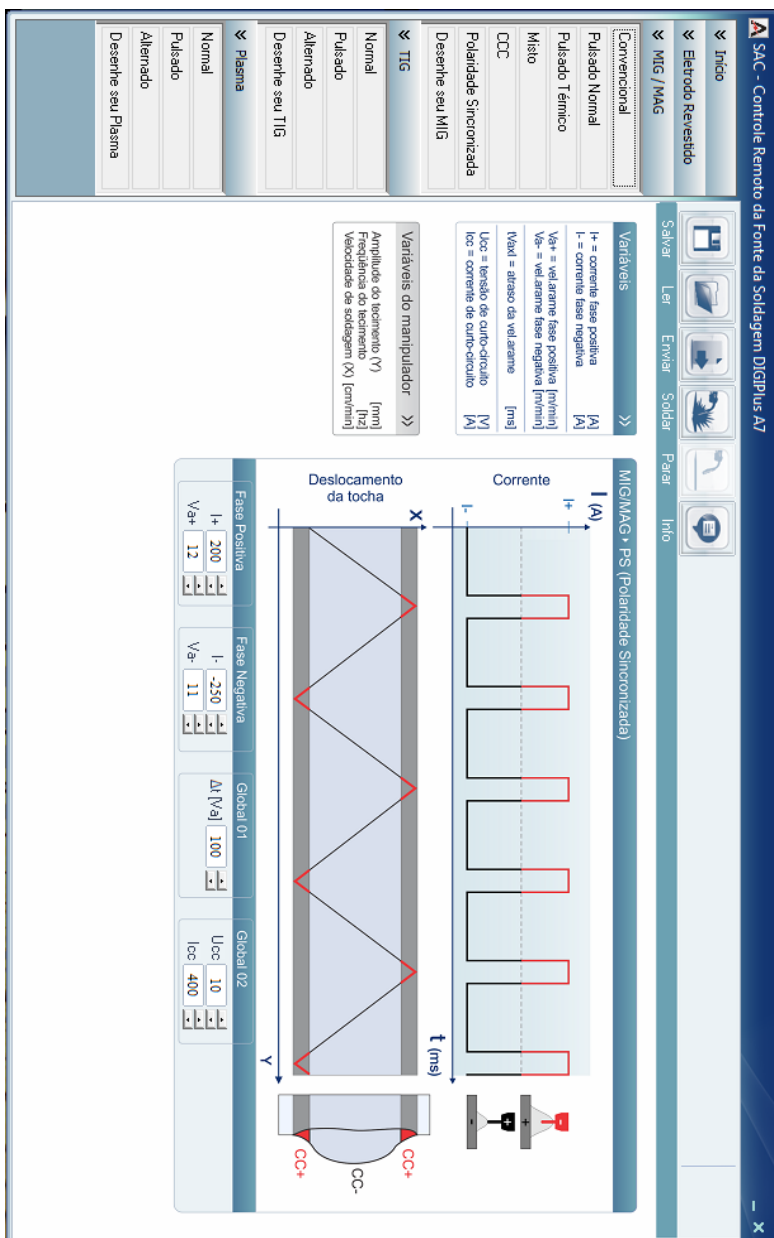 SAC - Controle Remoto da Fonte da Soldagem DIGIPlus A7
Início
Eletrodo Revestido
MIG / MAG
Convencional
Pulsado Normal
Pulsado Térmico
Misto
CCC
Polaridade Sincronizada
Desenhe seu MIG
TIG
Normal
Pulsado
Alternado
Desenhe seu TIG
Plasma
Normal
Pulsado
Alternado
Desenhe seu Plasma
Salvar Ler Enviar Soldar Parar Info
Variáveis
I+ = corrente fase positiva [A]
I- = corrente fase negativa [A]
Va+ = vel.arame fase positiva [m/min]
Va- = vel.arame fase negativa [m/min]
tVaxI = atraso da vel.arame [ms]
Ucc = tensão de curto-circuito [V]
Icc = corrente de curto-circuito [A]
Variáveis do manipulador
Amplitude do tecimento (Y) [mm]
Freqüência do tecimento [hz]
Velocidade de soldagem (X) [cm/min]
MIG/MAG PS (Polaridade Sincronizada)
I (A)
I+
Corrente
I-
t (ms)
- +
+ -
X
Deslocamento
da tocha
Y
CC+
CC-
CC+
Fase Positiva
I+ 200
Va+ 12
Fase Negativa
I- -250
Va- 11
Global 01
Δt [Va] 100
Global 02
Ucc 10
Icc 400